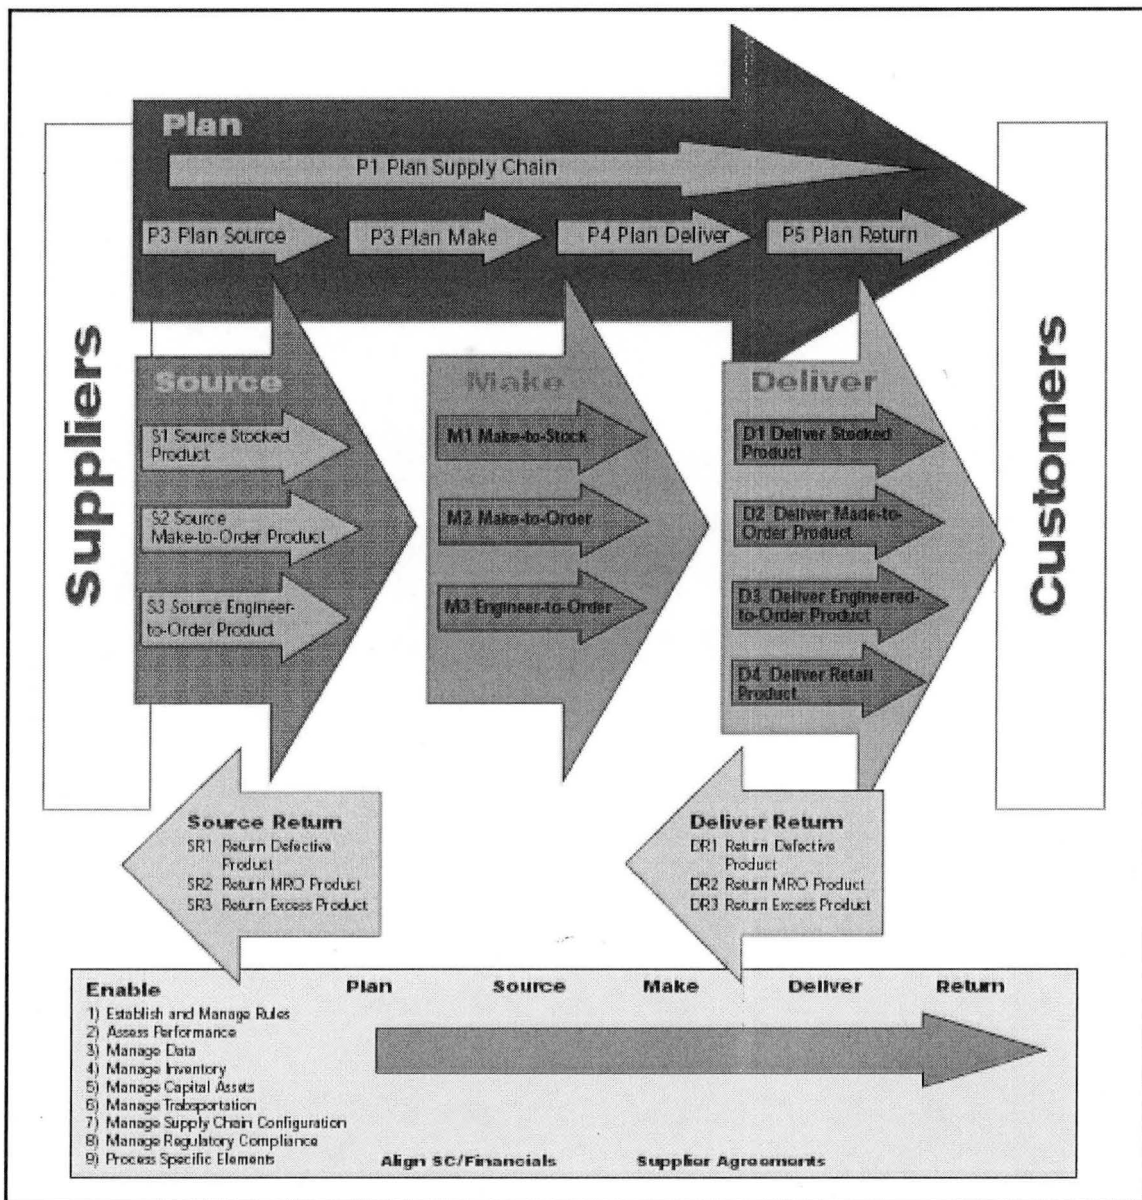 Plan
P1 Plan Supply Chain
P3 Plan Source
P3 Plan Make
P4 Plan Deliver
P5 Plan Return
Suppliers
Customers
Source
S1 Source Stocked
Product
S2 Source
Make-to-Order Product
S3 Source Engineer-
to-Order Product
Make
M1 Make-to-Stock
M2 Make-to-Order
M3 Engineer-to-Order
Deliver
D1 Deliver Stocked
Product
D2 Deliver Made-to-
Order Product
D3 Deliver Engineered-
to-Order Product
D4 Deliver Retail
Product
Source Return
SR1 Return Defective
Product
SR2 Return MRO Product
SR3 Return Excess Product
Deliver Return
DR1 Return Defective
Product
DR2 Return MRO Product
DR3 Return Excess Product
Enable
Plan
Source
Make
Deliver
Return
1) Establish and Manage Rules
2) Assess Performance
3) Manage Data
4) Manage Inventory
5) Manage Capital Assets
6) Manage Trabsportation
7) Manage Supply Chain Configuration
8) Manage Regulatory Compliance
9) Process Specific Elements
Align SC/Financials
Supplier Agreements